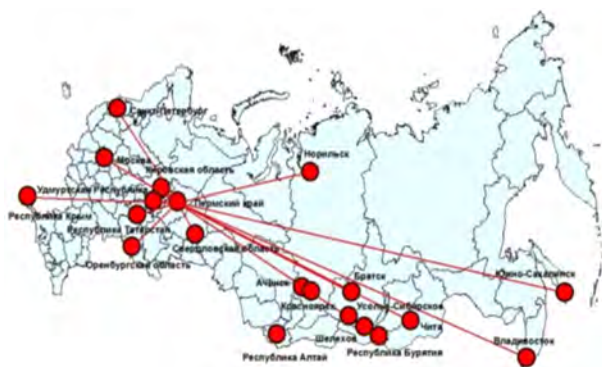 Санкт-Петербург
Москва
Кировская область
Норильск
Удмуртская Республика
Пермский край
Республика Крым
Республика Татарстан
Свердловская область
Оренбургская область
Ачинск
Братск
Южно-Сахалинск
Красноярск
Усолье-Сибирское
Чита
Шелехов
Владивосток
Республика Бурятия
Республика Алтай